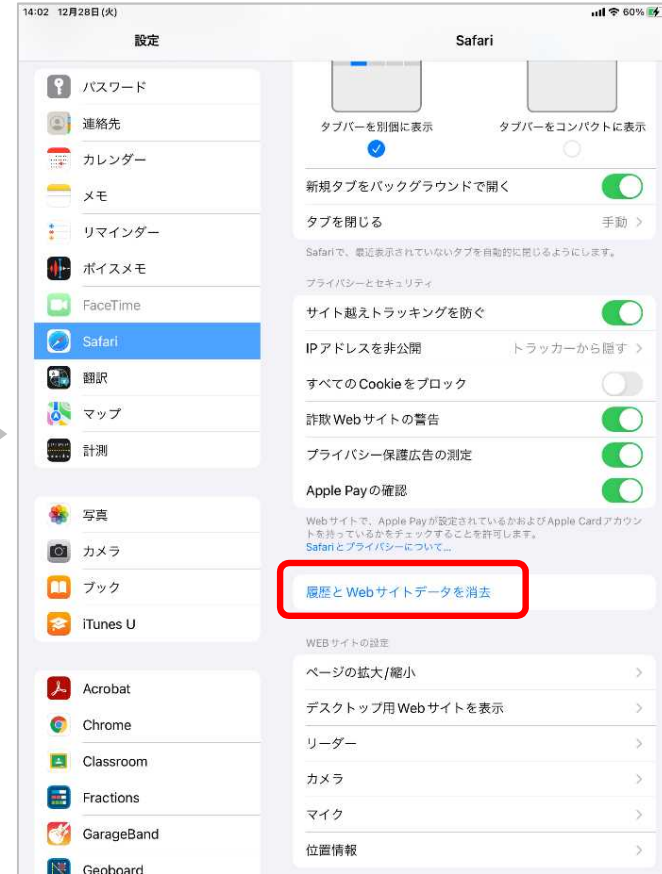 14:02 12月28日(火)
60%
設定
Safari
パスワード
連絡先
カレンダー
メモ
リマインダー
ボイスメモ
FaceTime
Safari
翻訳
マップ
計測
写真
カメラ
ブック
iTunes U
Acrobat
Chrome
Classroom
Fractions
GarageBand
Geoboard
タブバーを別個に表示
タブバーをコンパクトに表示
新規タブをバックグラウンドで開く
タブを閉じる 手動
Safariで、最近表示されていないタブを自動的に閉じるようにします。
プライバシーとセキュリティ
サイト越えトラッキングを防ぐ
IPアドレスを非公開 トラッカーから隠す
すべてのCookieをブロック
詐欺Webサイトの警告
プライバシー保護広告の測定
Apple Payの確認
Webサイトで、Apple Payが設定されているかおよびApple Cardアカウン
トを持っているかをチェックすることを許可します。
Safariとプライバシーについて...
履歴とWebサイトデータを消去
WEBサイトの設定
ページの拡大/縮小
デスクトップ用Webサイトを表示
リーダー
カメラ
マイク
位置情報